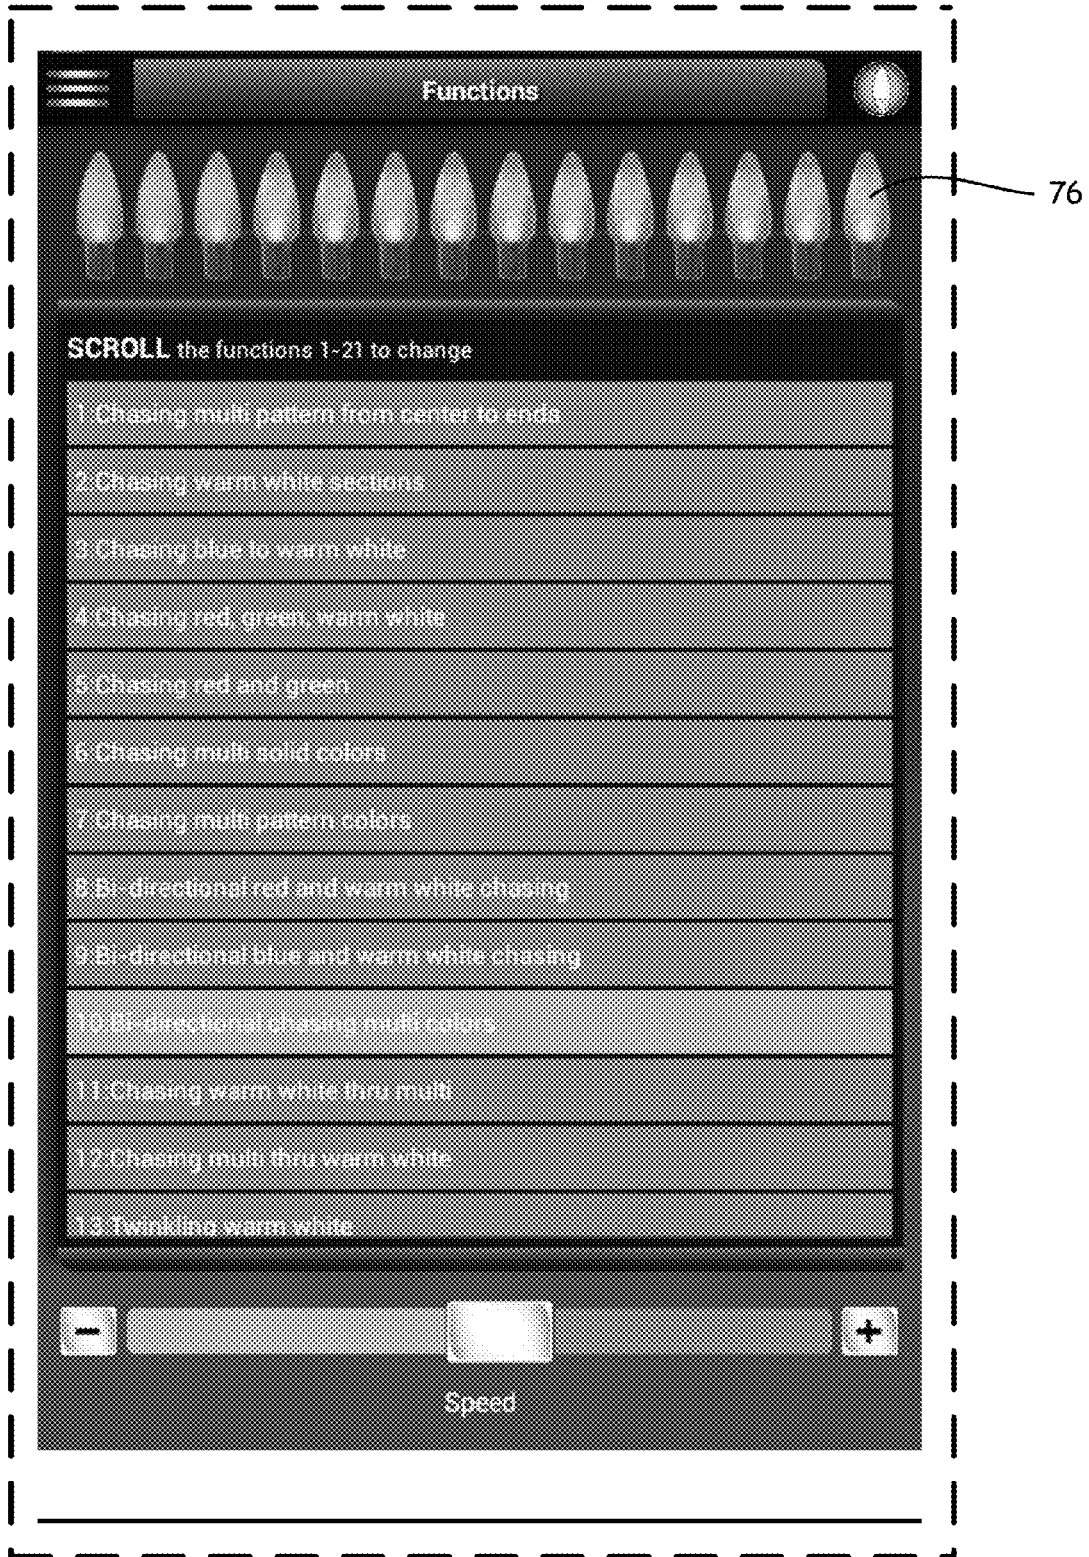 Functions
76
SCROLL the functions 1-21 to change
1.Chasing multi pattern from center to ends
2.Chasing warm white sections
3.Chasing blue to warm white
4.Chasing red, green, warm white
5.Chasing red and green
6.Chasing multi solid colors
7.Chasing multi pattern colors
8.Bi-directional red and warm white chasing
9.Bi-directional blue and warm white chasing
10.Bi-directional chasing multi colors
11.Chasing warm white thru multi
12.Chasing multi thru warm white
13.Twinkling warm white
− +
Speed